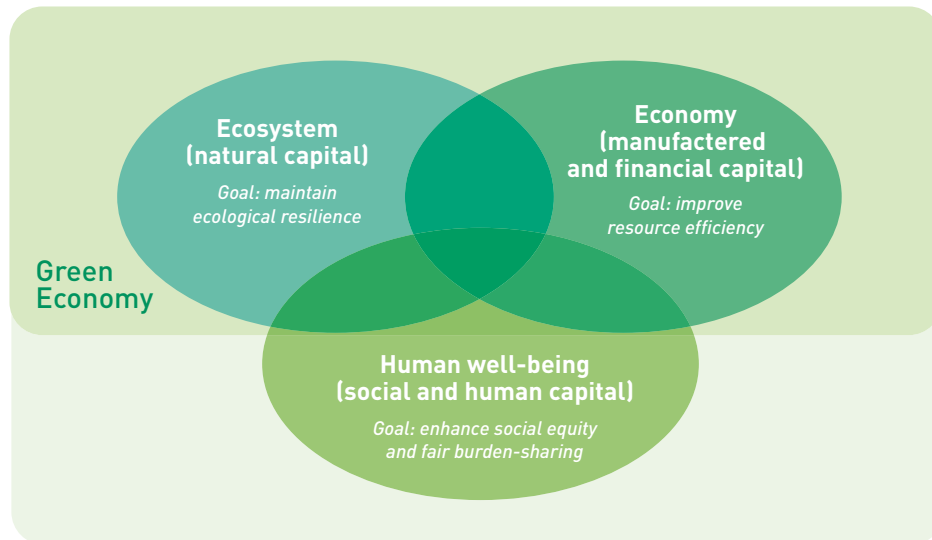 Ecosystem
(natural capital)
Goal: maintain
ecological resilience
Economy
(manufactered
and financial capital)
Goal: improve
resource efficiency
Green
Economy
Human well-being
(social and human capital)
Goal: enhance social equity
and fair burden-sharing